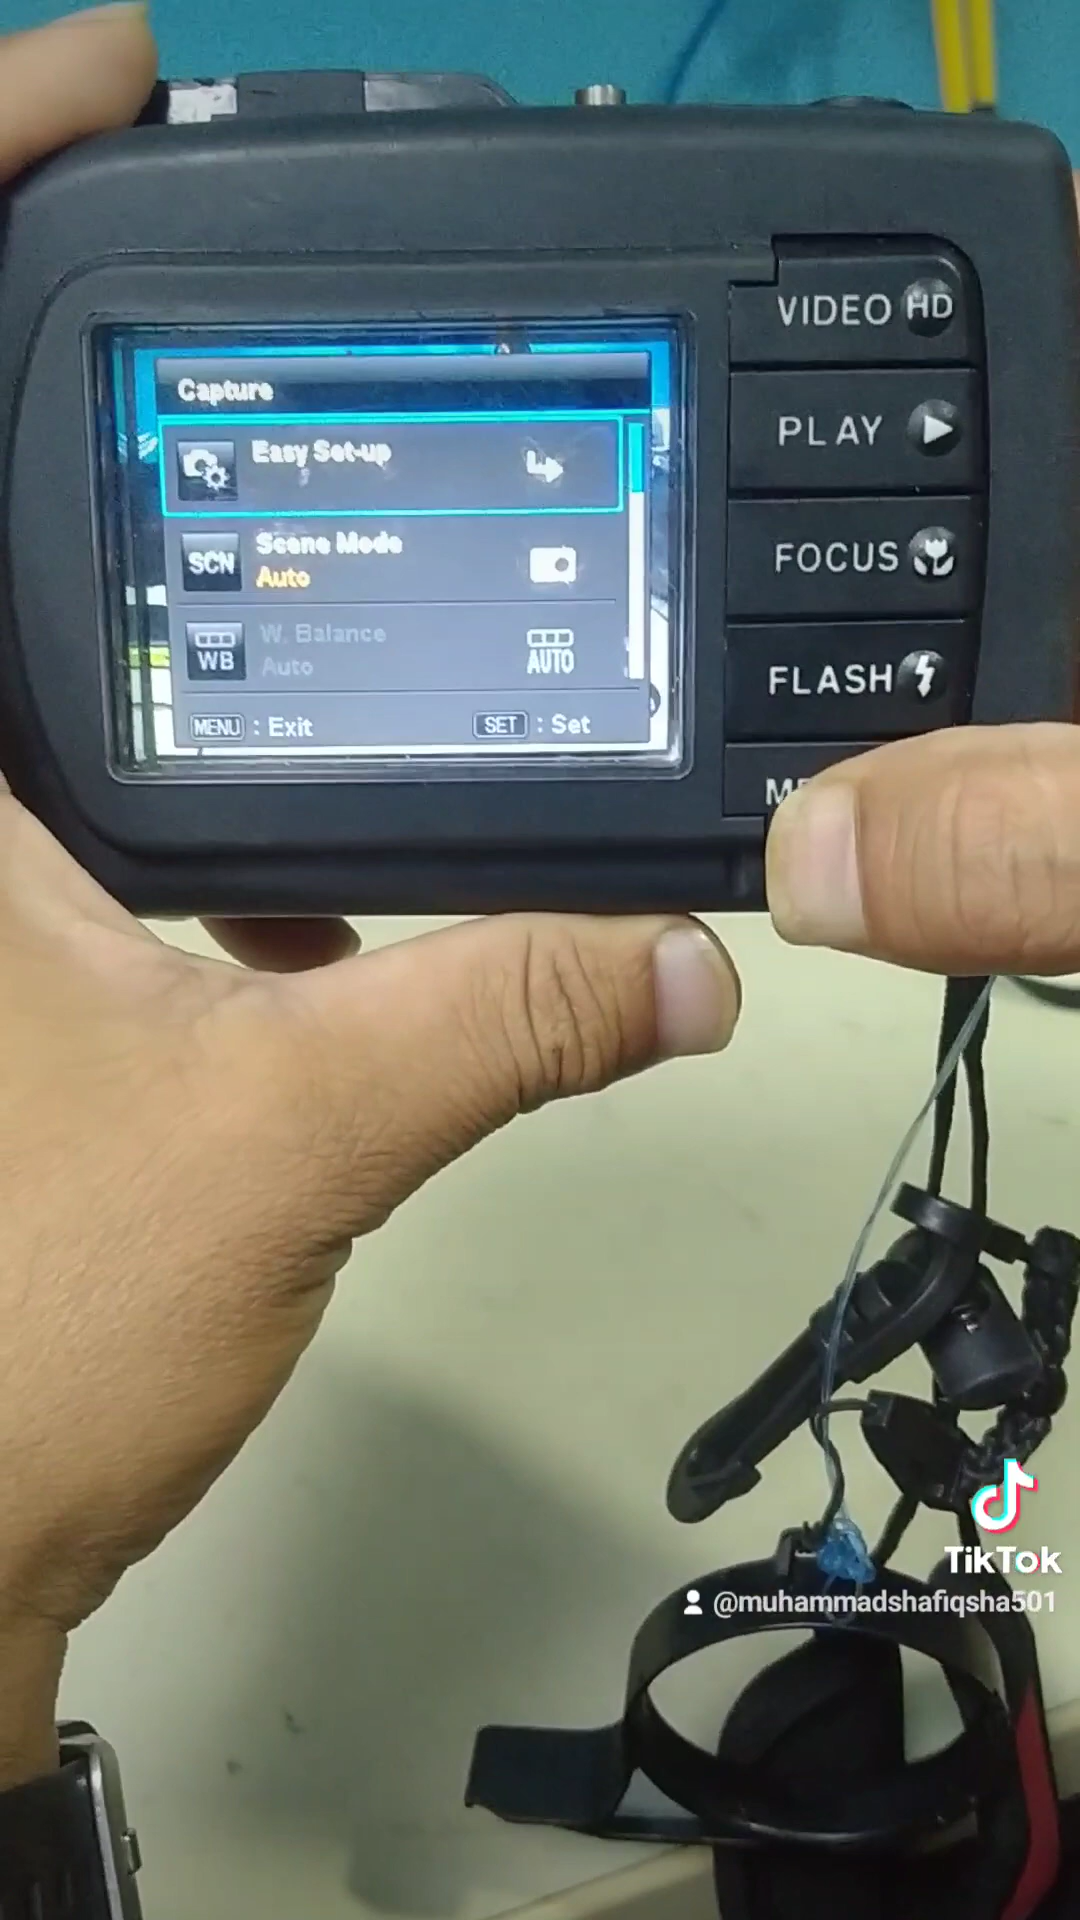 VIDEO HD
Capture
PLAY
Easy Set-up
SCN
Scene Mode
Auto
FOCUS
WB
W. Balance
Auto
AUTO
FLASH
MENU : Exit
SET : Set
TikTok
@muhammadshafiqsha501